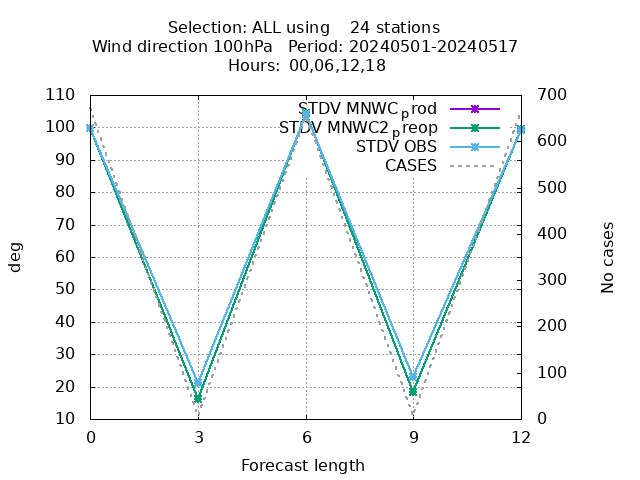 Selection: ALL using    24 stations
Wind direction 100hPa   Period: 20240501-20240517
Hours:  00,06,12,18
STDV MNWCprod
STDV MNWC2preop
STDV OBS
CASES
110
100
90
80
70
60
50
40
30
20
10
deg
700
600
500
400
300
200
100
0
No cases
0 3 6 9 12
Forecast length